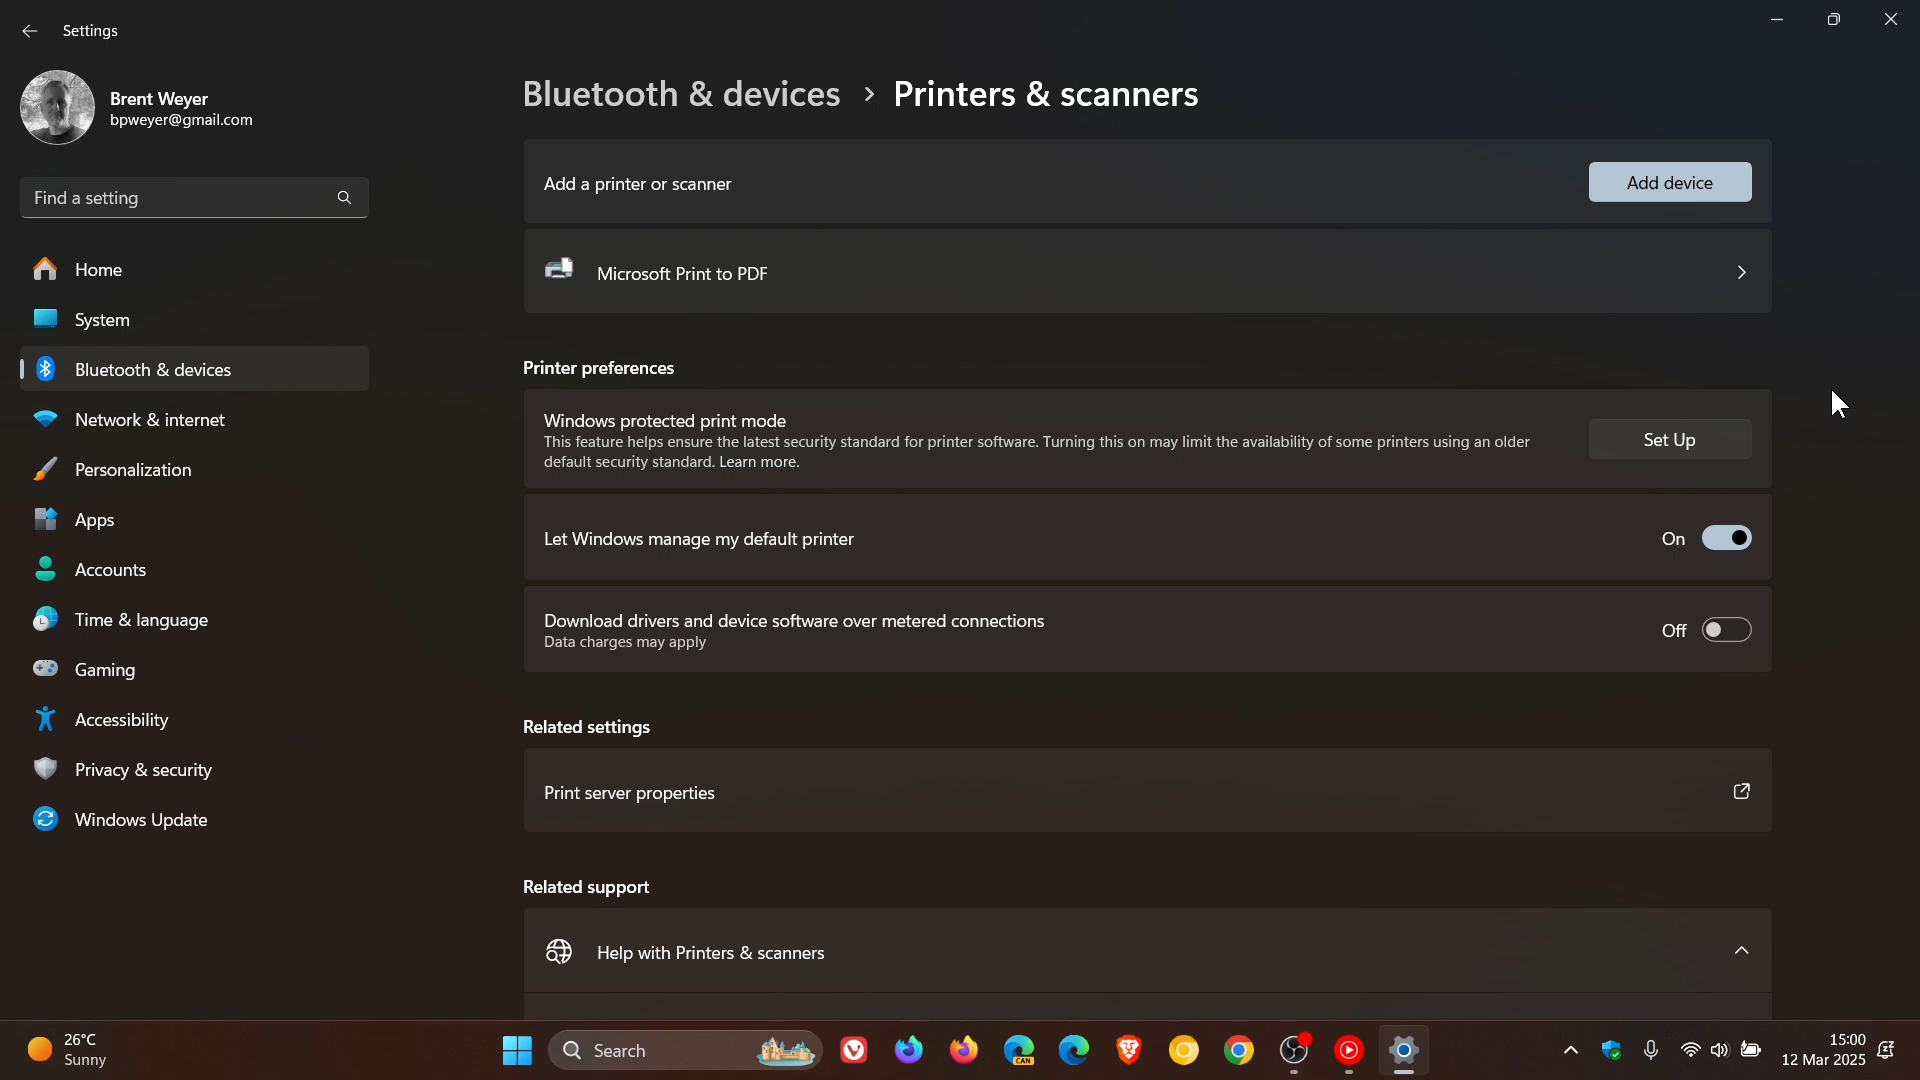 Settings
Brent Weyer
bpweyer@gmail.com
Find a setting
Home
System
Bluetooth & devices
Network & internet
Personalization
Apps
Accounts
Time & language
Gaming
Accessibility
Privacy & security
Windows Update
Bluetooth & devices > Printers & scanners
Add a printer or scanner
Add device
Microsoft Print to PDF
Printer preferences
Windows protected print mode
This feature helps ensure the latest security standard for printer software. Turning this on may limit the availability of some printers using an older
default security standard. Learn more.
Set Up
Let Windows manage my default printer
On
Download drivers and device software over metered connections
Data charges may apply
Off
Related settings
Print server properties
Related support
Help with Printers & scanners
26°C
Sunny
Search
CAN
15:00
12 Mar 2025